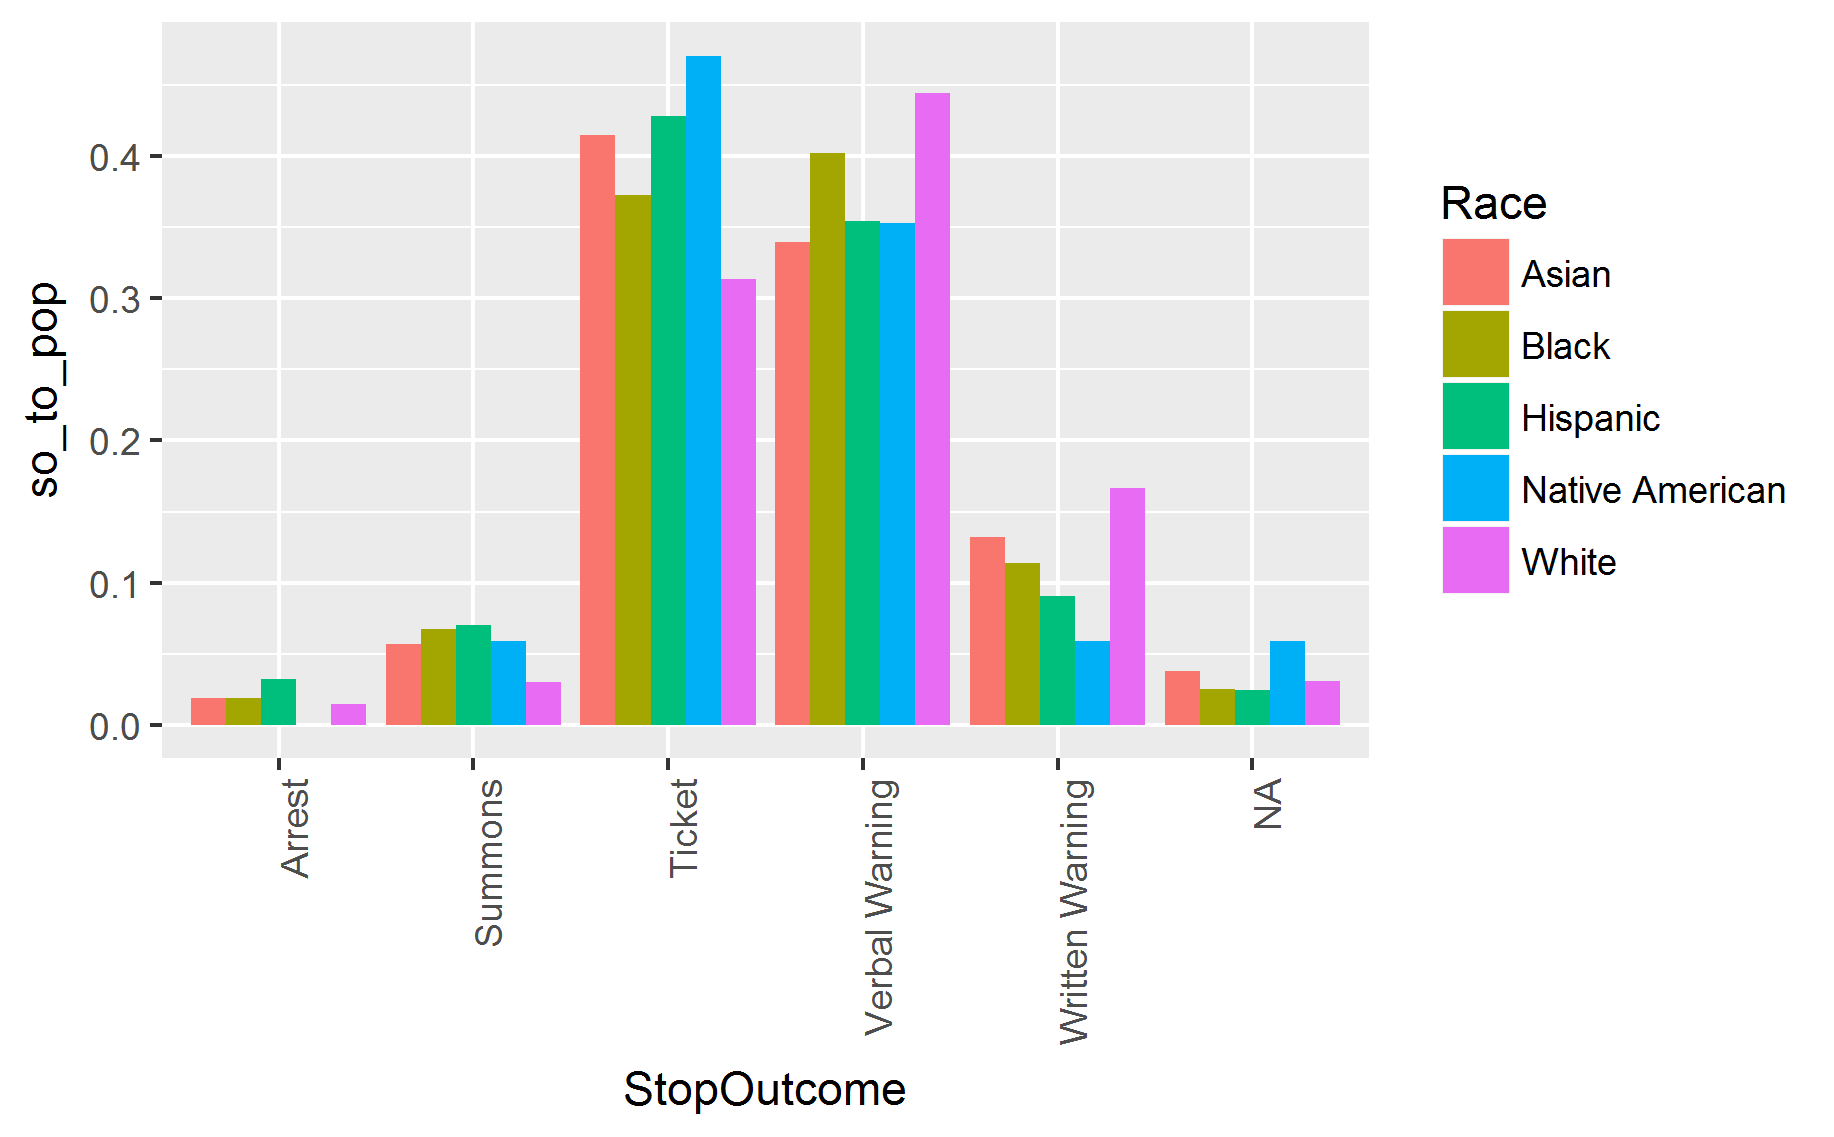 so_to_pop
0.4
0.3
0.2
0.1
0.0
Arrest
Summons
Ticket
Verbal Warning
Written Warning
NA
StopOutcome
Race
Asian
Black
Hispanic
Native American
White